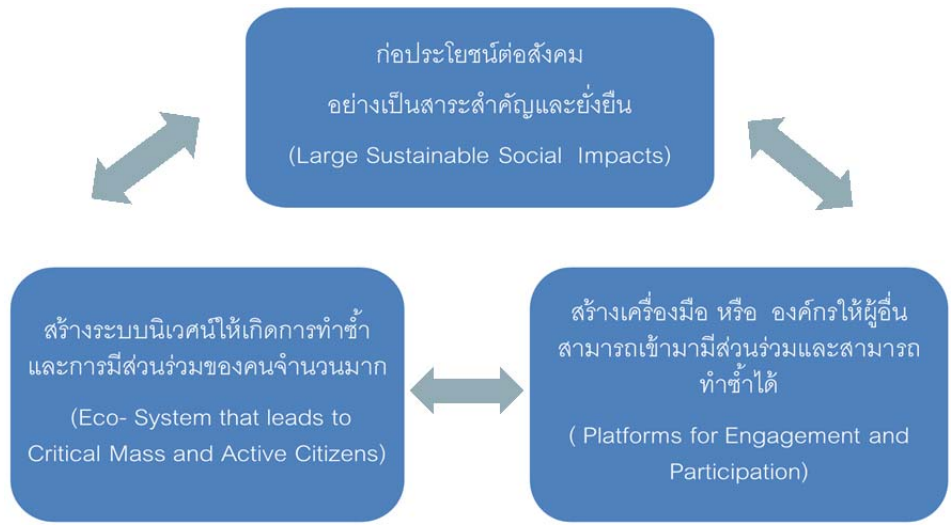 ก่อประโยชน์ต่อสังคม
อย่างเป็นสาระสำคัญและยั่งยืน
(Large Sustainable Social Impacts)
สร้างระบบนิเวศน์ให้เกิดการทำซ้ำ
และการมีส่วนร่วมของคนจำนวนมาก
(Eco- System that leads to
Critical Mass and Active Citizens)
สร้างเครื่องมือ หรือ องค์กรให้ผู้อื่น
สามารถเข้ามามีส่วนร่วมและสามารถ
ทำซ้ำได้
( Platforms for Engagement and
Participation)